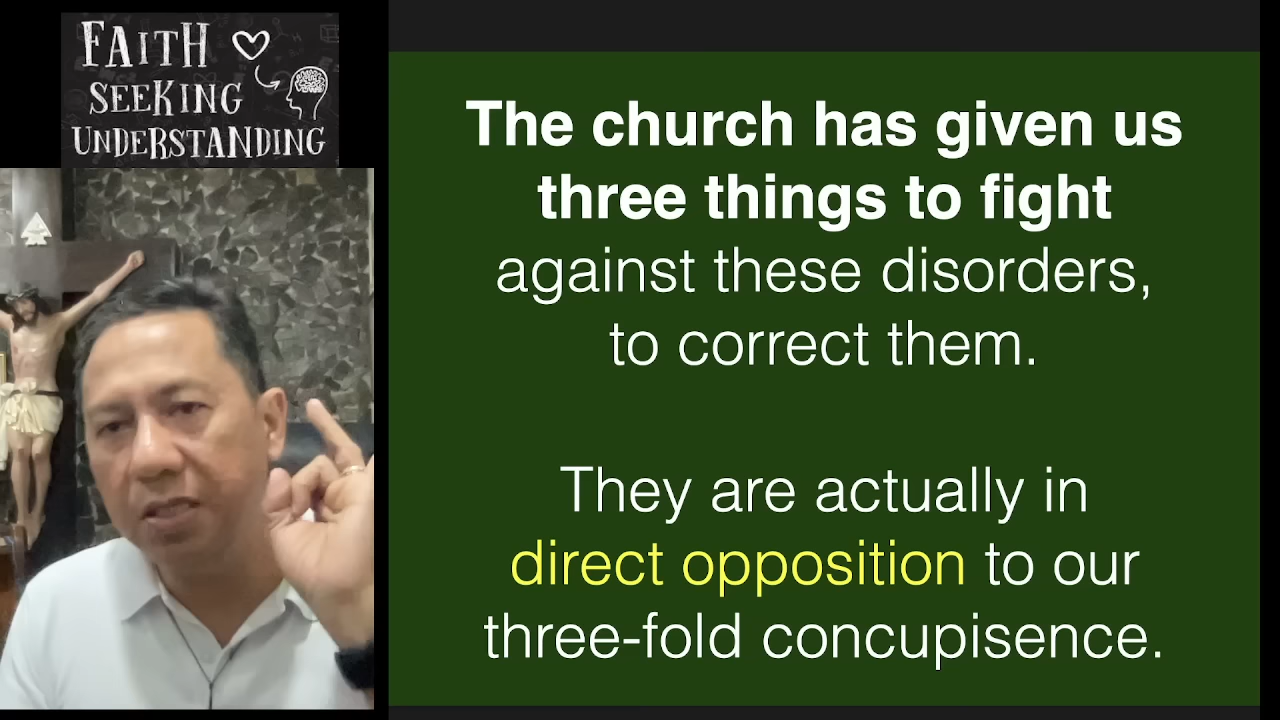 FAITH
SEEKING
UNDERSTANDING
The church has given us
three things to fight
against these disorders,
to correct them.
They are actually in
direct opposition to our
three-fold concupisence.